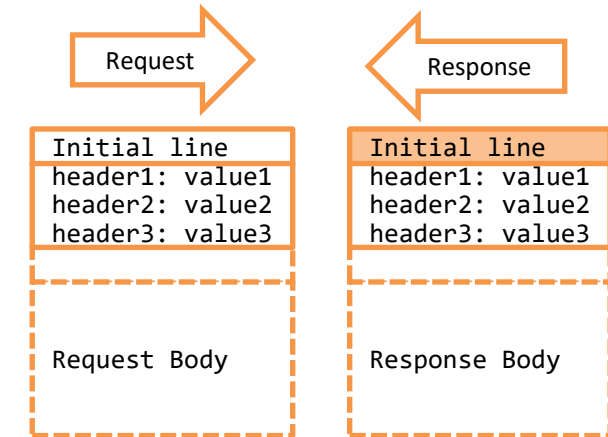 Request
Response
Initial line
header1: value1
header2: value2
header3: value3
Request Body
Initial line
header1: value1
header2: value2
header3: value3
Response Body